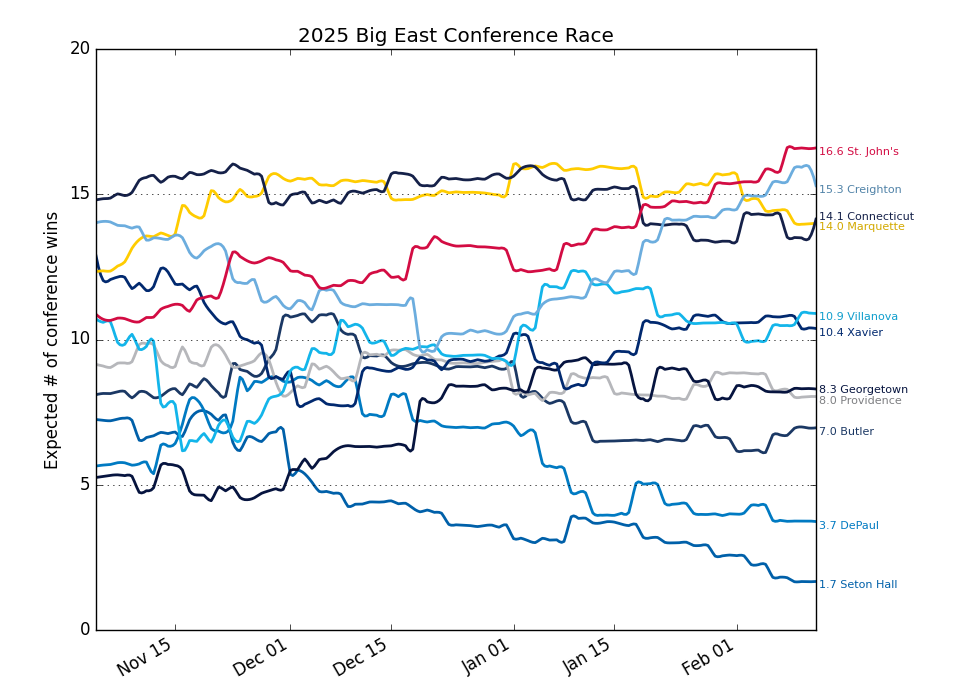 2025 Big East Conference Race
Expected # of conference wins
20
15
10
5
0
Nov 15
Dec 01
Dec 15
Jan 01
Jan 15
Feb 01
16.6 St. John's
15.3 Creighton
14.1 Connecticut
14.0 Marquette
10.9 Villanova
10.4 Xavier
8.3 Georgetown
8.0 Providence
7.0 Butler
3.7 DePaul
1.7 Seton Hall